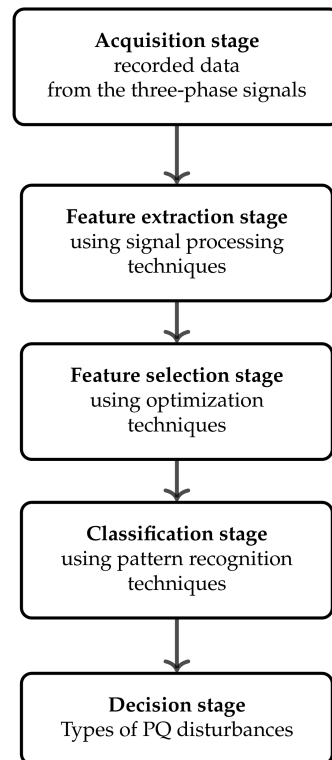 Acquisition stage
recorded data
from the three-phase signals
Feature extraction stage
using signal processing
techniques
Feature selection stage
using optimization
techniques
Classification stage
using pattern recognition
techniques
Decision stage
Types of PQ disturbances